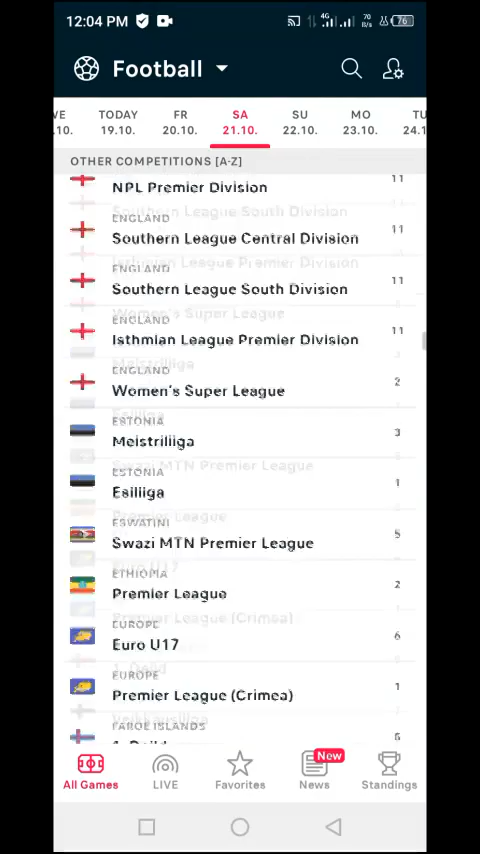 12:04 PM
4G
70 B/s
76
Football
WE TODAY FR SA SU MO TU
.10. 19.10. 20.10. 21.10. 22.10. 23.10. 24.1
OTHER COMPETITIONS [A-Z]
NPL Premier Division 11
ENGLAND
Southern League Central Division 11
ENGLAND
Southern League South Division 11
ENGLAND
Isthmian League Premier Division 11
ENGLAND
Women's Super League 2
ESTONIA
Meistriliiga 3
ESTONIA
Esiliiga 1
ESWATINI
Swazi MTN Premier League 5
ETHIOPIA
Premier League 2
EUROPE
Euro U17 6
EUROPE
Premier League (Crimea) 1
FAROE ISLANDS
1. Deild
New
All Games LIVE Favorites News Standings